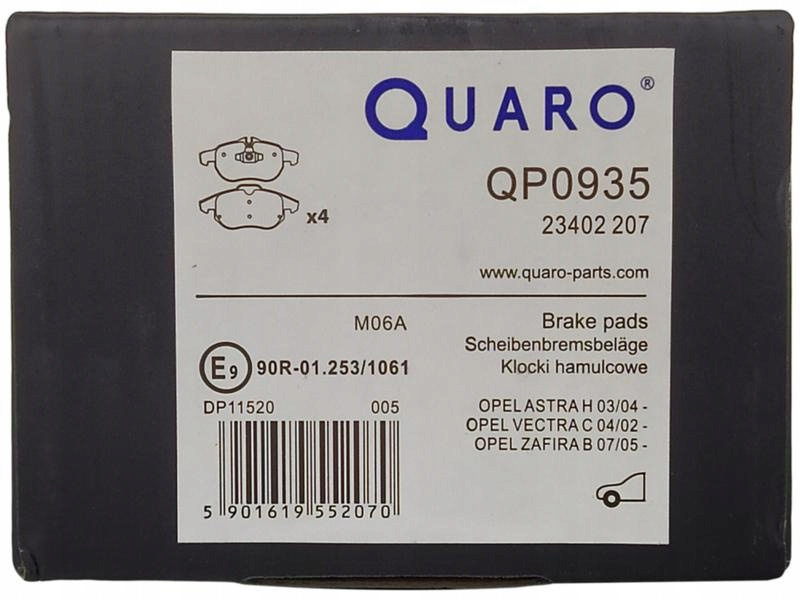 QUARO®
QP0935
23402 207
x4
www.quaro-parts.com
M06A
Brake pads
Scheibenbremsbeläge
Klocki hamulcowe
E9 90R-01.253/1061
DP11520 005
OPEL ASTRA H 03/04 -
OPEL VECTRA C 04/02 -
OPEL ZAFIRA B 07/05 -
5 901619 552070